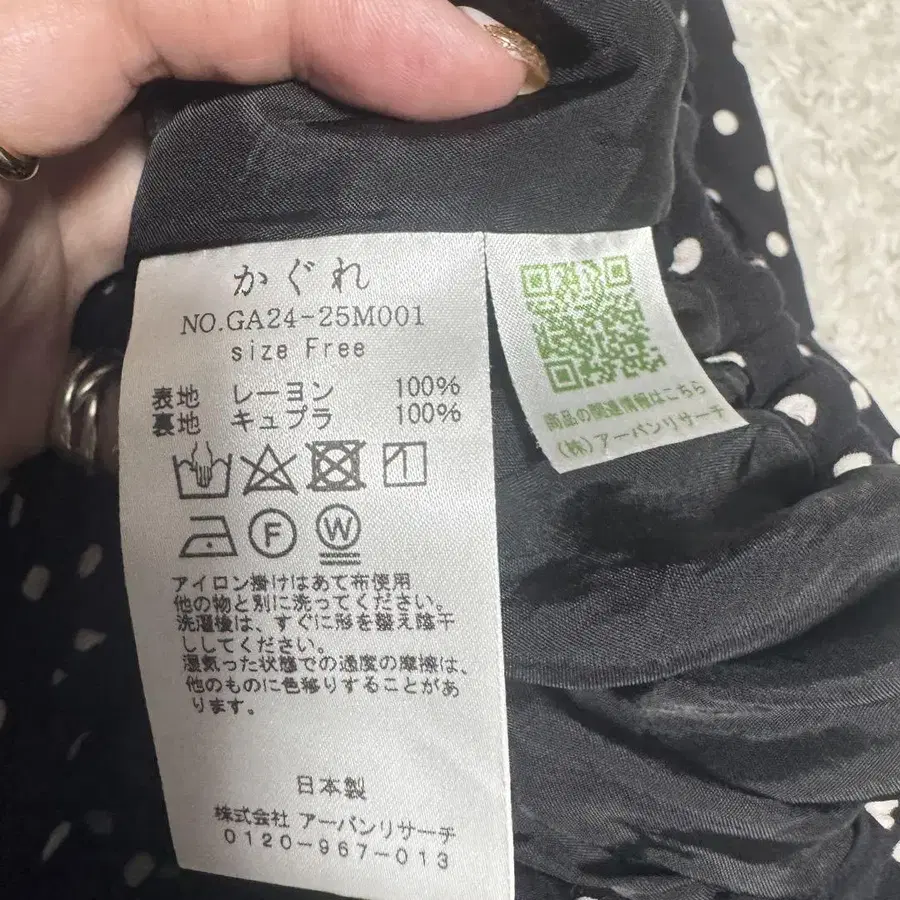 かぐれ
NO.GA24-25M001
size Free
表地 レーヨン 100%
裏地 キュプラ 100%
F W
アイロン掛けはあて布使用
他の物と別に洗ってください。
洗濯後は、すぐに形を整え陰干
ししてください。
湿気った状態での過度の摩擦は、
他のものに色移りすることがあ
ります。
日本製
株式会社 アーバンリサーチ
0120-967-013
商品の関連情報はこちら
(株)アーバンリサーチ